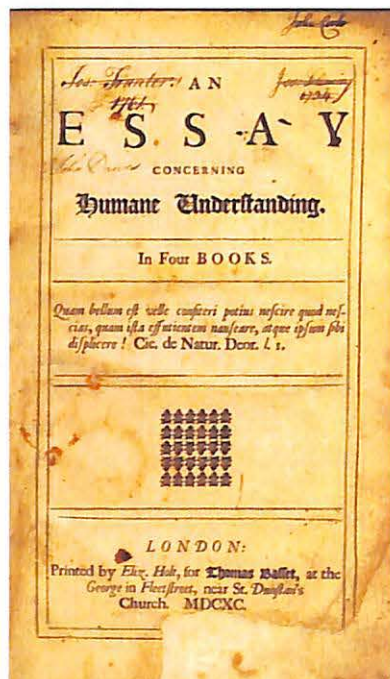 AN
1761.
1724
ESSAY
CONCERNING
Humane Understanding.
In Four BOOKS.
Quam bellum est velle confiteri potius nescire quod nes-
cias, quam ista effutientem nauseare, atque ipsum sibi
displicere! Cic. de Natur. Deor. l. 1.
LONDON:
Printed by Eliz. Holt, for Thomas Basset, at the
George in Fleetstreet, near St. Dunstan's
Church. MDCXC.